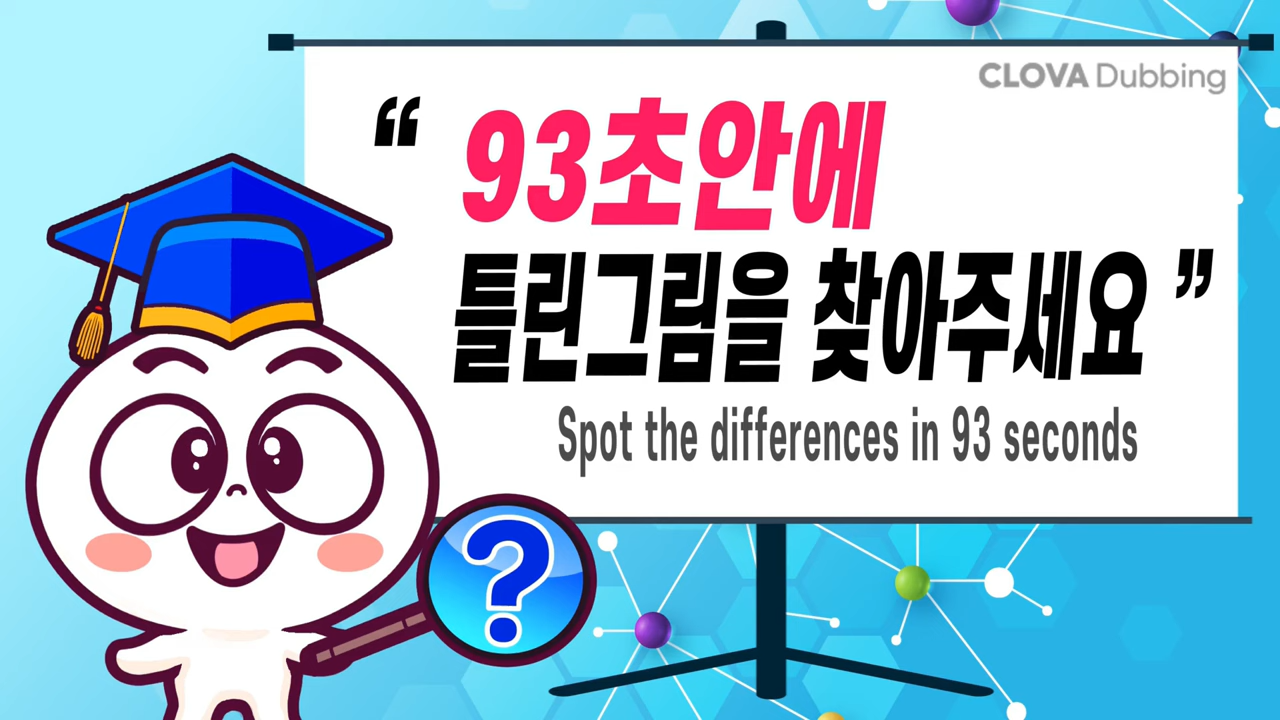 CLOVA Dubbing
“ 93초안에
틀린그림을 찾아주세요 ”
Spot the differences in 93 seconds
?